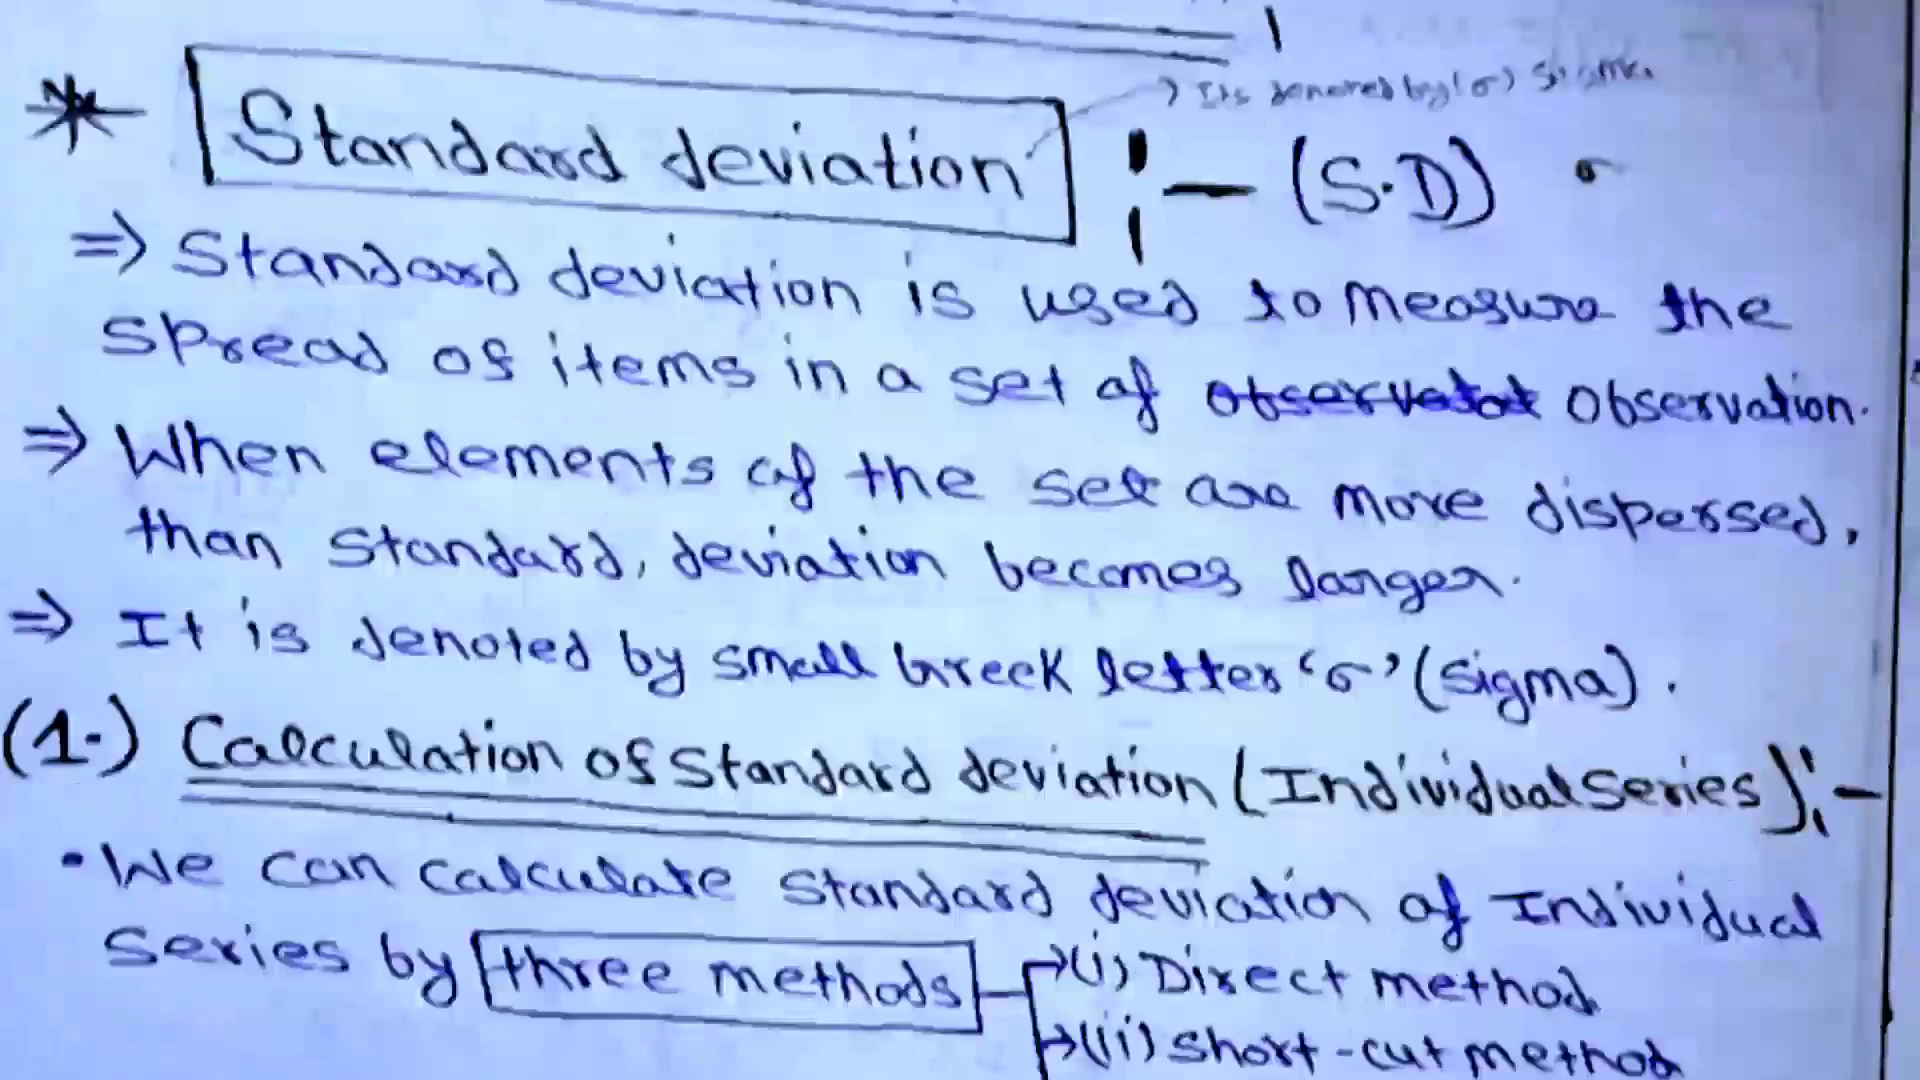 → Its denoted by (σ) Sigma.
* Standard deviation :- (S.D) σ
⇒ Standard deviation is used to measure the
spread of items in a set of observation.
⇒ When elements of the set are more dispersed,
than standard, deviation becomes larger.
⇒ It is denoted by small Greek letter 'σ' (sigma).
(1.) Calculation of Standard deviation (Individual Series) :-
• We can calculate standard deviation of Individual
series by three methods →(i) Direct method
→(ii) Short-cut method